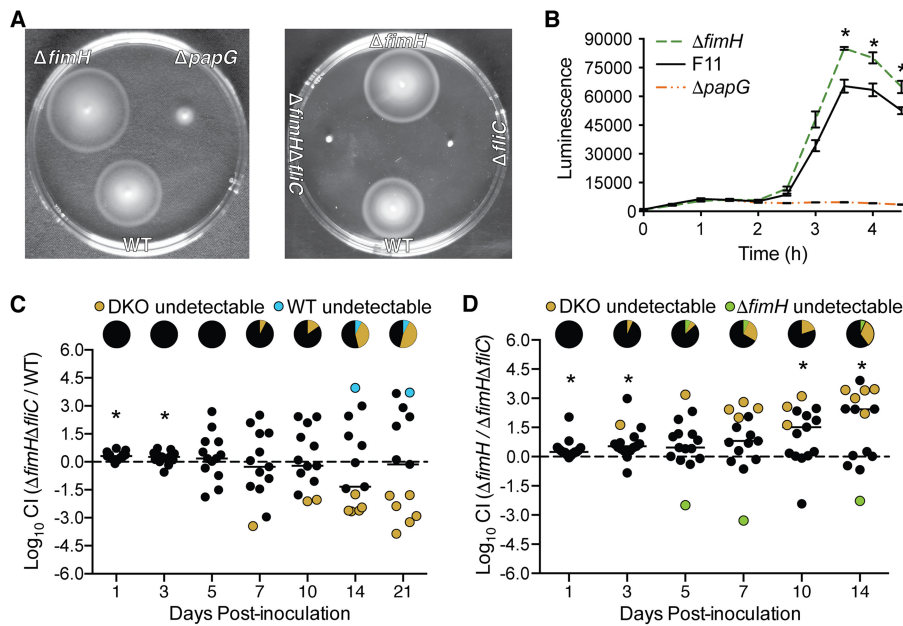 A
ΔfimH
ΔpapG
WT
ΔfimH
ΔfimHΔfliC
ΔfliC
WT
B
ΔfimH
F11
ΔpapG
Luminescence
90000
75000
60000
45000
30000
15000
0
* * *
0 1 2 3 4
Time (h)
C
DKO undetectable WT undetectable
Log10 CI (ΔfimHΔfliC / WT)
6.0
4.5
3.0
1.5
0.0
-1.5
-3.0
-4.5
-6.0
* *
1 3 5 7 10 14 21
Days Post-inoculation
D
DKO undetectable ΔfimH undetectable
Log10 CI (ΔfimH / ΔfimHΔfliC)
6.0
4.5
3.0
1.5
0.0
-1.5
-3.0
-4.5
-6.0
* * * *
1 3 5 7 10 14
Days Post-inoculation